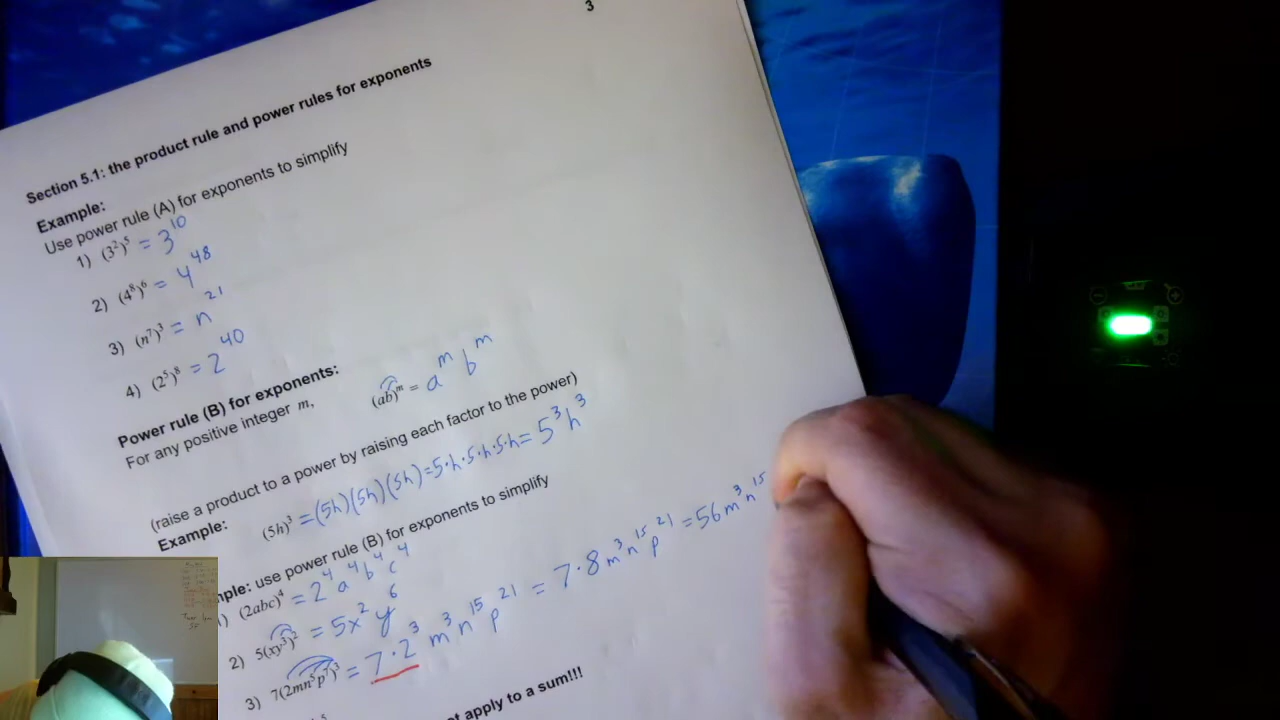 3
Section 5.1: the product rule and power rules for exponents
Example:
Use power rule (A) for exponents to simplify
1) (3²)⁵ = 3¹⁰
2) (4⁸)⁶ = 4⁴⁸
3) (n⁷)³ = n²¹
4) (2⁵)⁸ = 2⁴⁰
Power rule (B) for exponents:
For any positive integer m, (ab)ᵐ = aᵐ bᵐ
(raise a product to a power by raising each factor to the power)
Example: (5h)³ = (5h)(5h)(5h) = 5·h·5·h·5·h = 5³h³
use power rule (B) for exponents to simplify
(2abc)⁴ = 2⁴a⁴b⁴c⁴
2) 5(xy³)² = 5x²y⁶
3) 7(2mn⁵p⁷)³ = 7·2³ m³n¹⁵p²¹ = 7·8m³n¹⁵p²¹ = 56m³n¹⁵
apply to a sum!!!